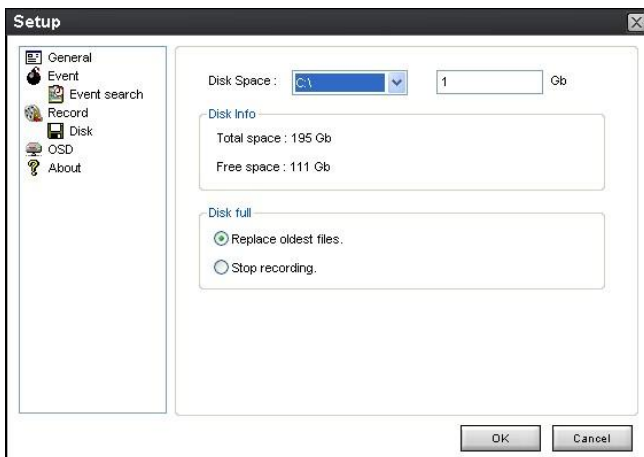 Setup
General
Event
Event search
Record
Disk
OSD
About
Disk Space : C:\ 1 Gb
Disk Info
Total space : 195 Gb
Free space : 111 Gb
Disk full
Replace oldest files.
Stop recording.
OK Cancel